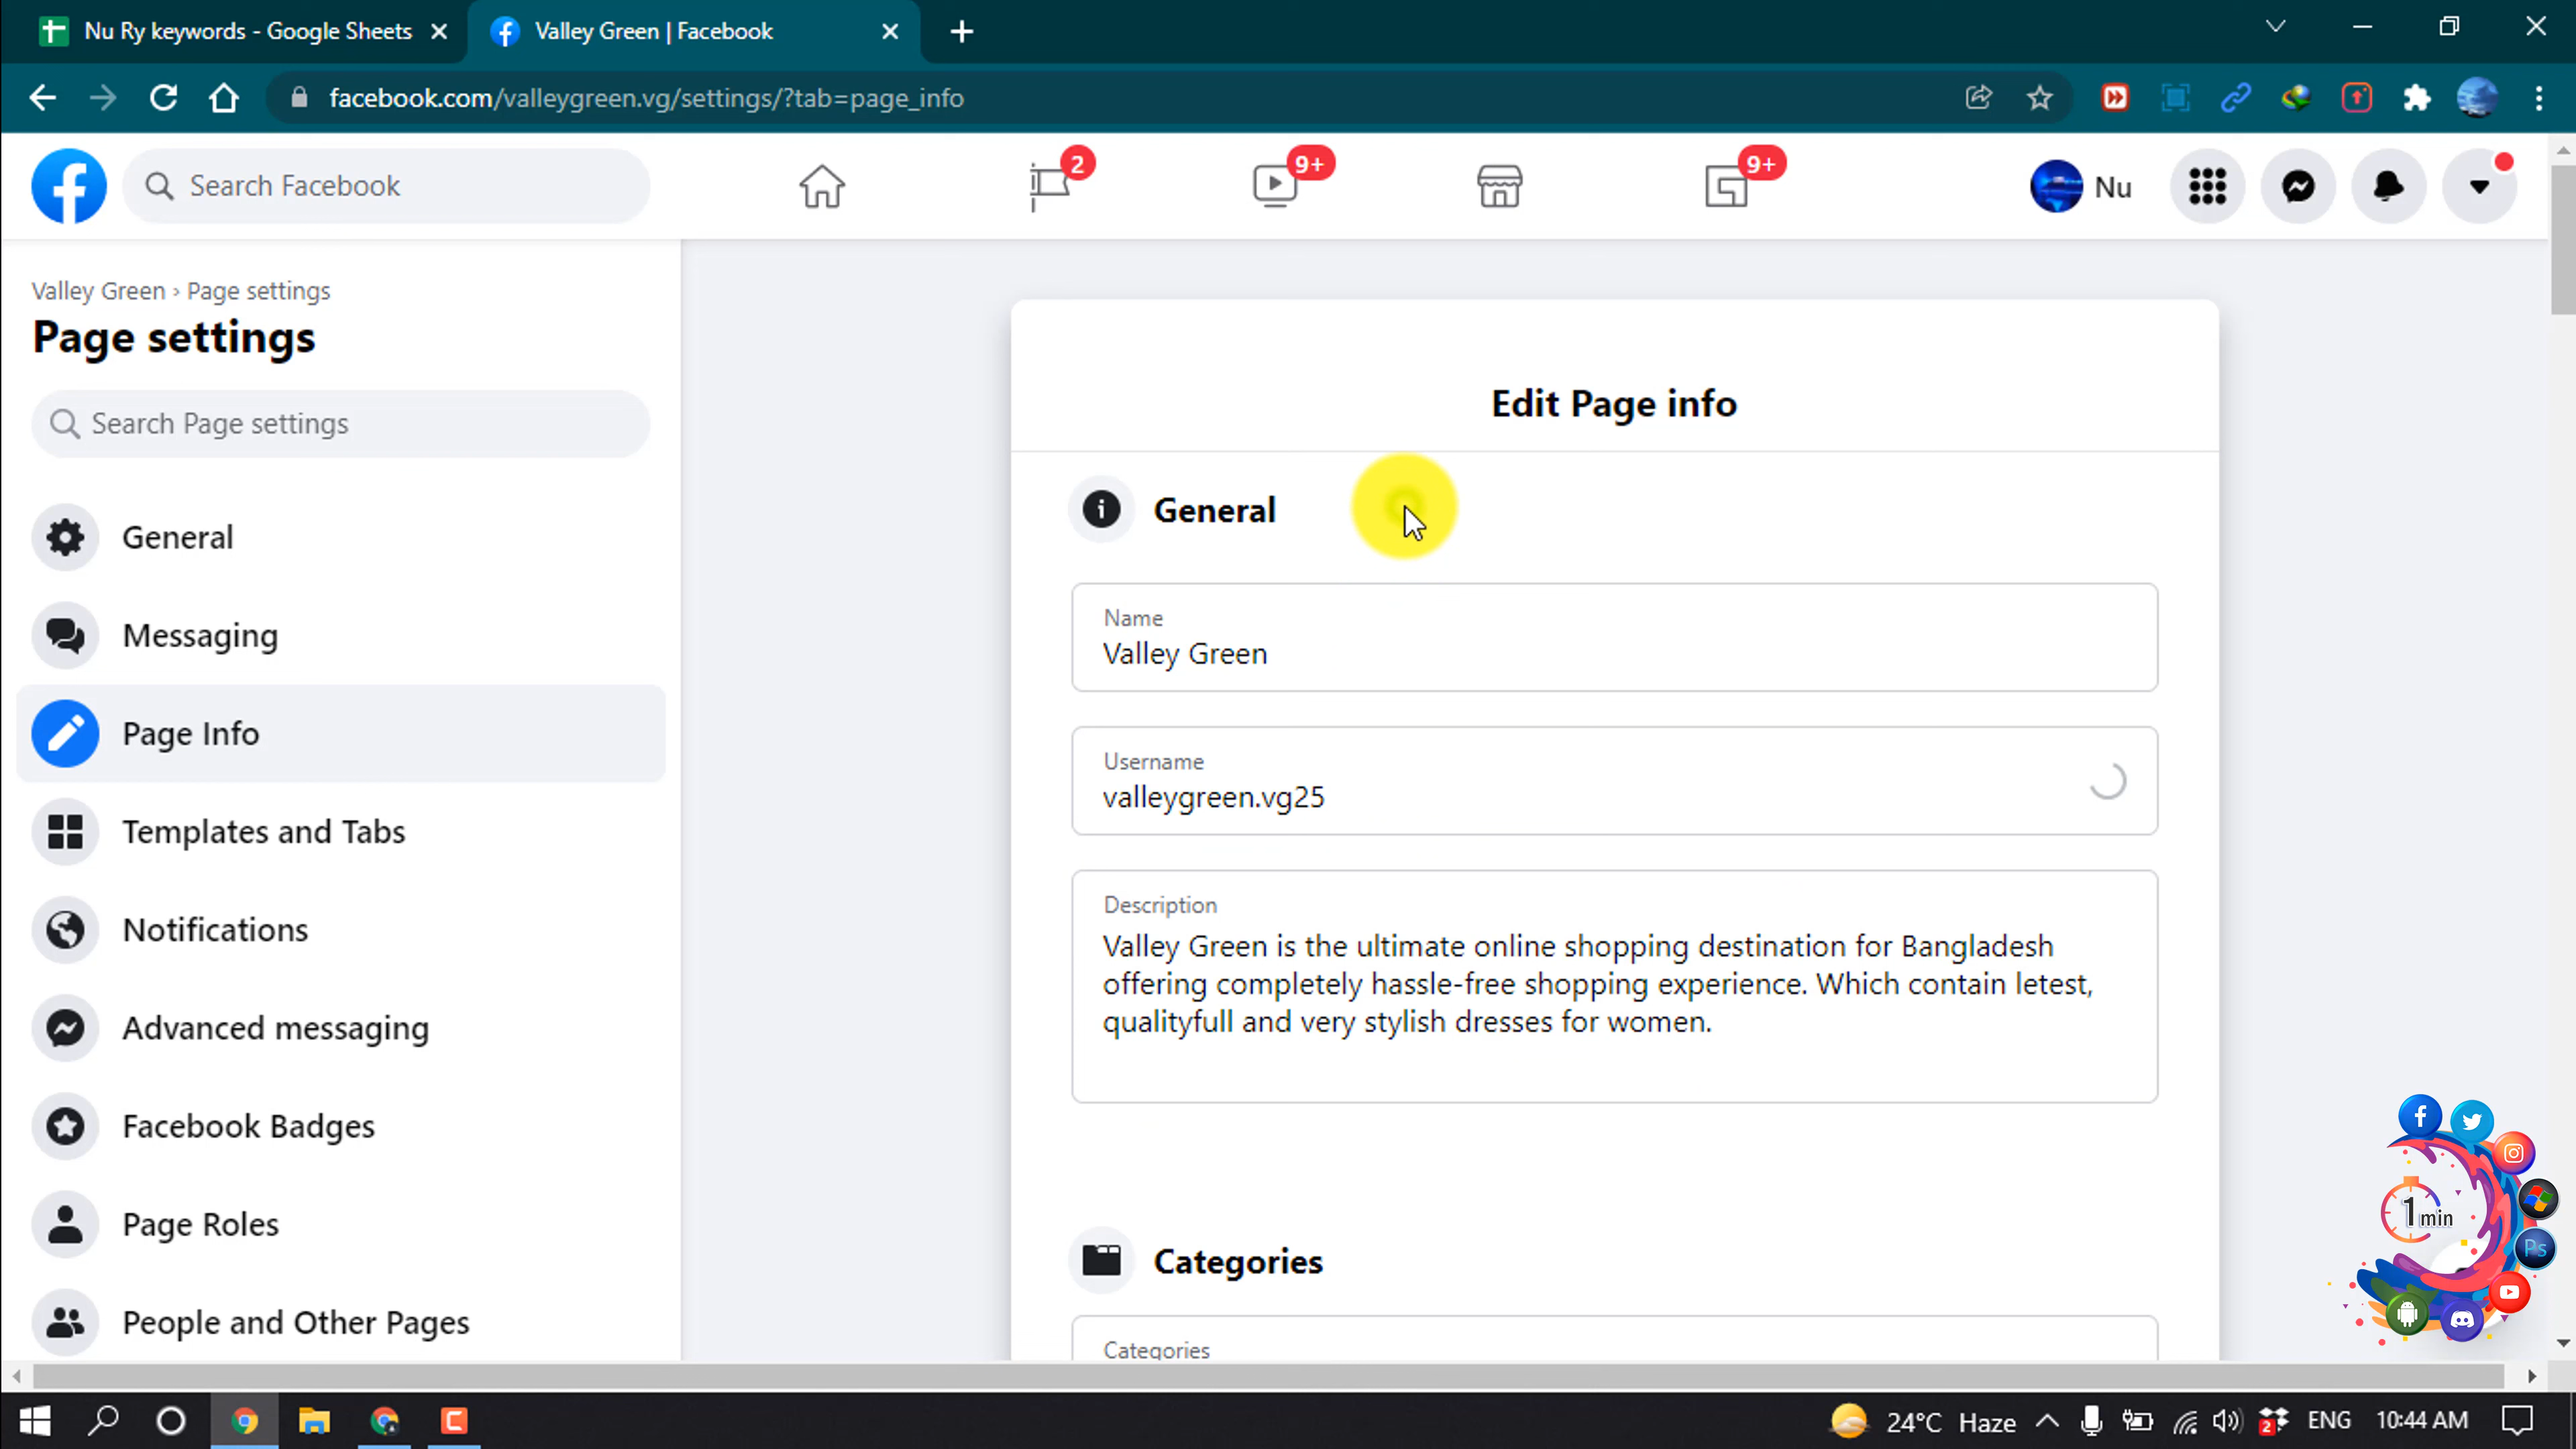 Nu Ry keywords - Google Sheets
Valley Green | Facebook
facebook.com/valleygreen.vg/settings/?tab=page_info
Search Facebook
2
9+
9+
Nu
Valley Green › Page settings
Page settings
Search Page settings
General
Messaging
Page Info
Templates and Tabs
Notifications
Advanced messaging
Facebook Badges
Page Roles
People and Other Pages
Edit Page info
General
Name
Valley Green
Username
valleygreen.vg25
Description
Valley Green is the ultimate online shopping destination for Bangladesh
offering completely hassle-free shopping experience. Which contain letest,
qualityfull and very stylish dresses for women.
Categories
Categories
1 min
Ps
24°C Haze
2
ENG
10:44 AM